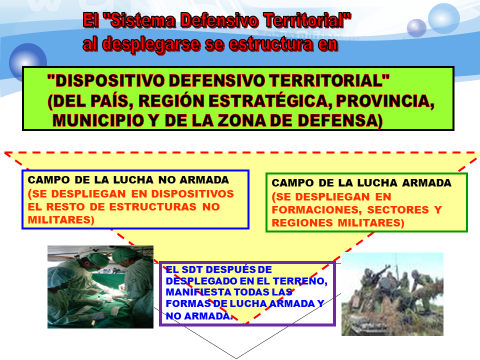 El "Sistema Defensivo Territorial"
al desplegarse se estructura en
"DISPOSITIVO DEFENSIVO TERRITORIAL"
(DEL PAÍS, REGIÓN ESTRATÉGICA, PROVINCIA,
MUNICIPIO Y DE LA ZONA DE DEFENSA)
CAMPO DE LA LUCHA NO ARMADA
(SE DESPLIEGAN EN DISPOSITIVOS
EL RESTO DE ESTRUCTURAS NO
MILITARES)
CAMPO DE LA LUCHA ARMADA
(SE DESPLIEGAN EN
FORMACIONES, SECTORES Y
REGIONES MILITARES)
EL SDT DESPUÉS DE
DESPLEGADO EN EL TERRENO,
MANIFIESTA TODAS LAS
FORMAS DE LUCHA ARMADA Y
NO ARMADA.